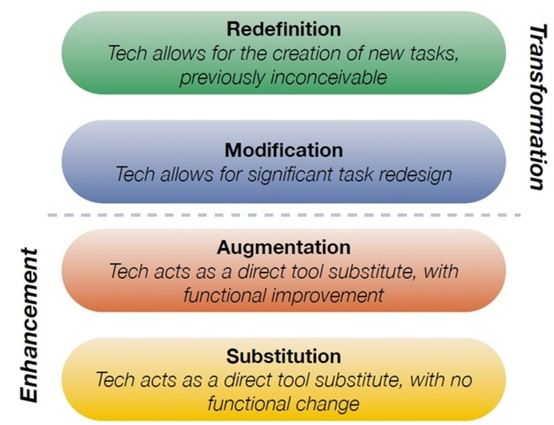 Redefinition
Tech allows for the creation of new tasks,
previously inconceivable
Transformation
Modification
Tech allows for significant task redesign
Augmentation
Tech acts as a direct tool substitute, with
functional improvement
Enhancement
Substitution
Tech acts as a direct tool substitute, with no
functional change